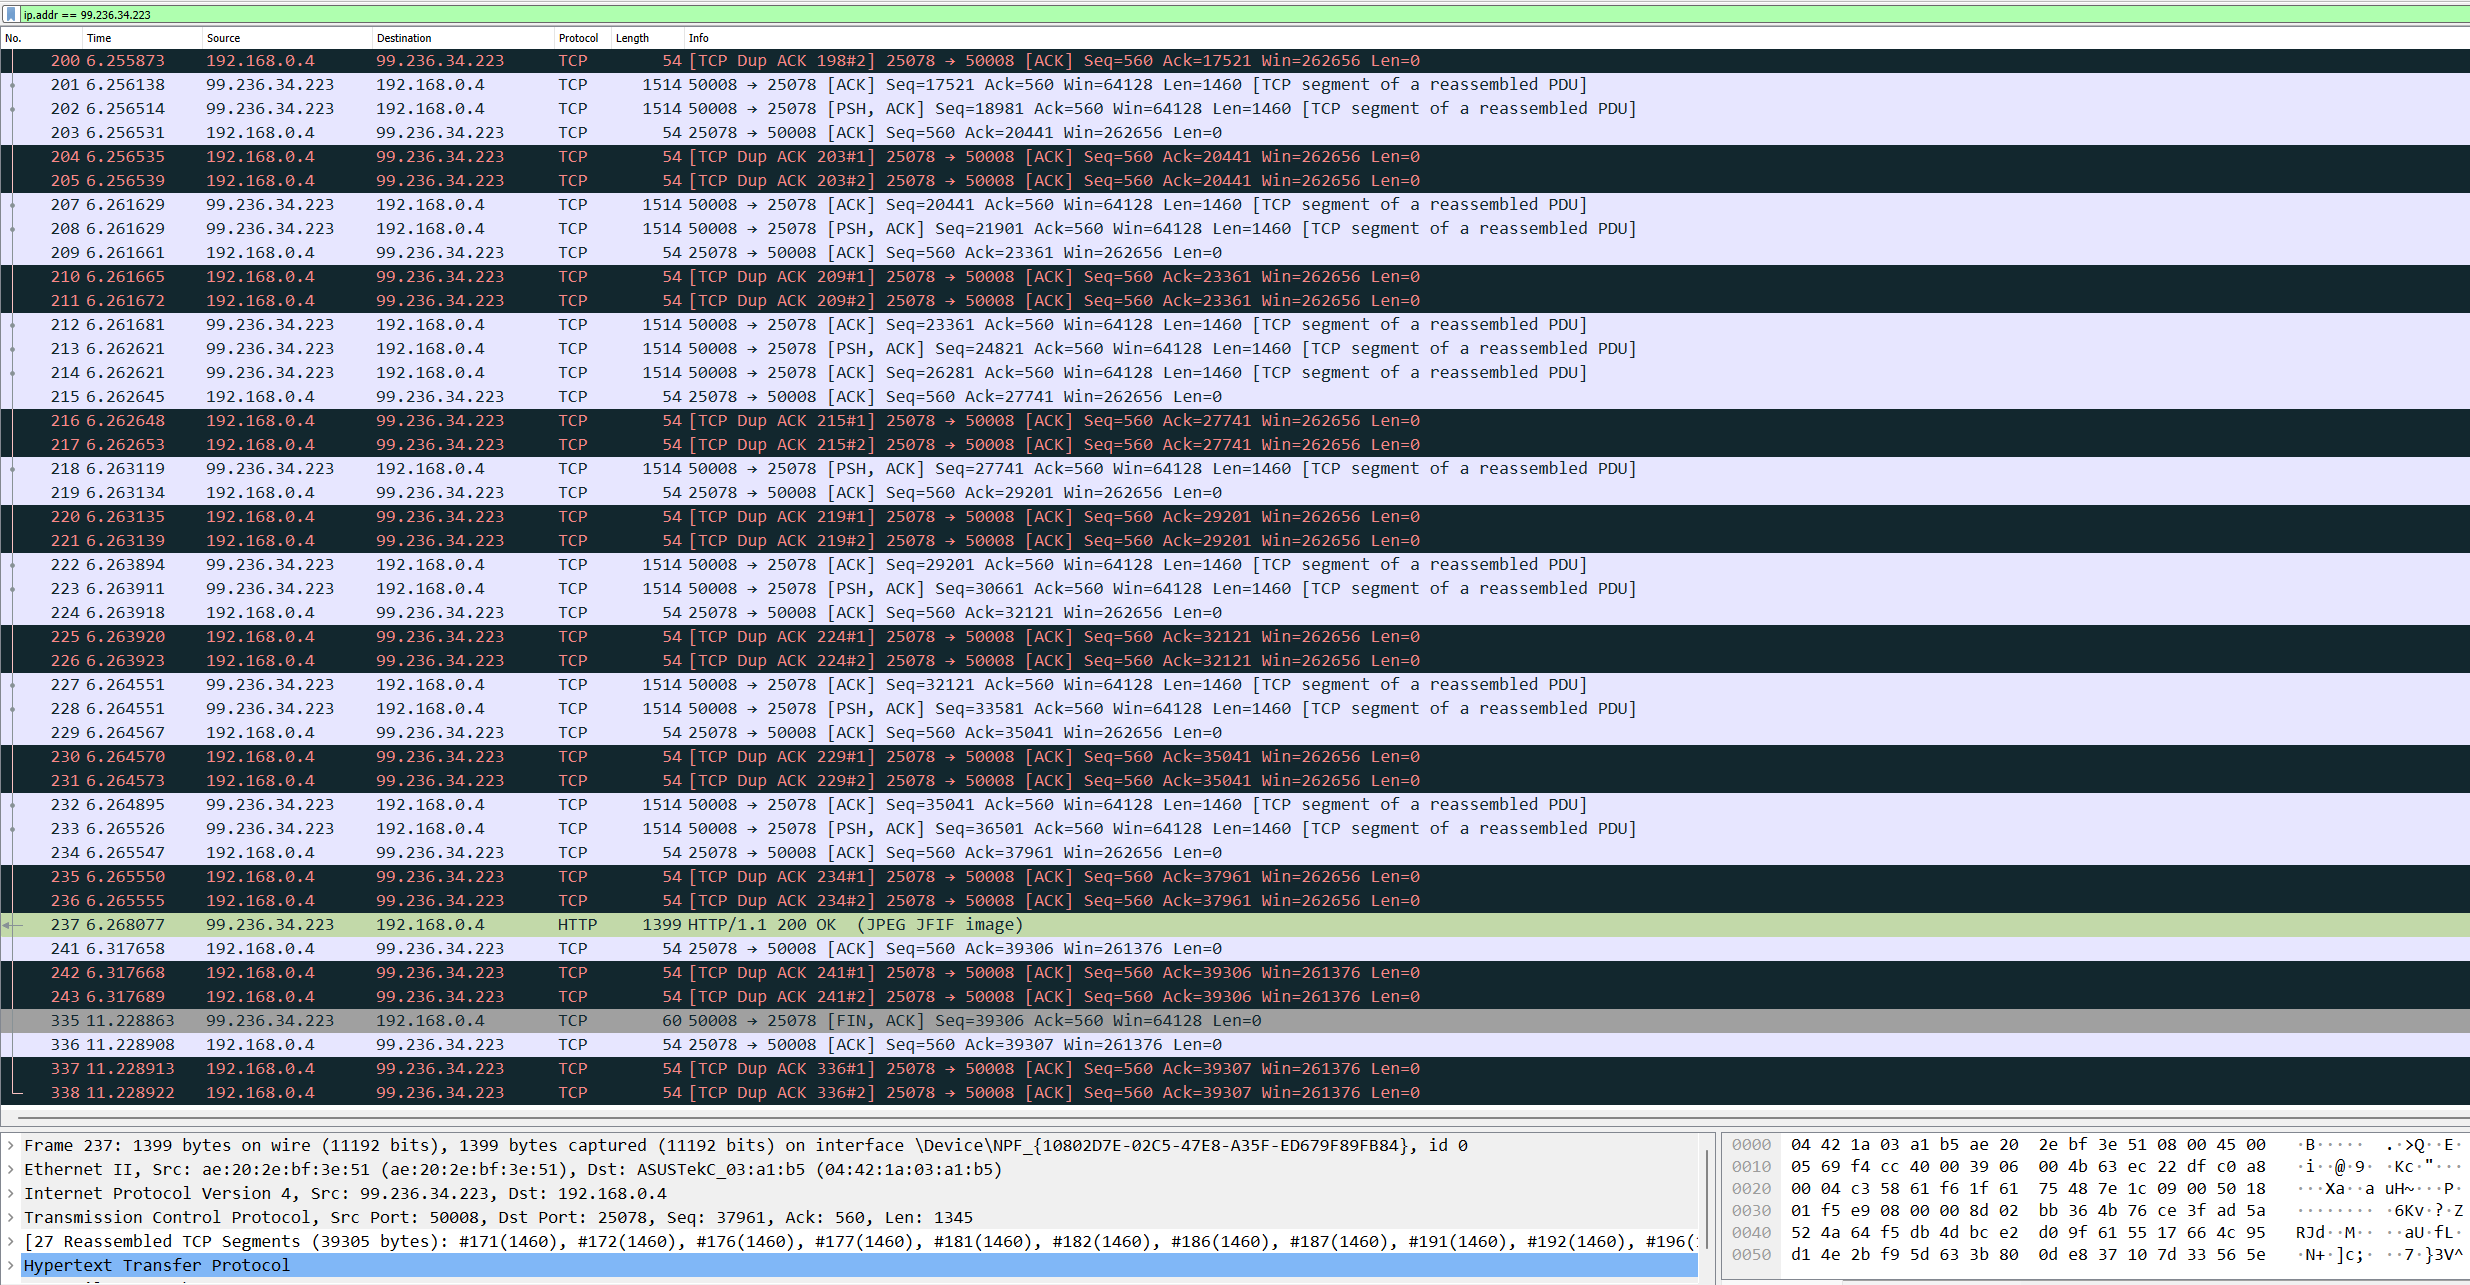 ip.addr == 99.236.34.223
No. Time Source Destination Protocol Length Info
200 6.255873 192.168.0.4 99.236.34.223 TCP 54 [TCP Dup ACK 198#2] 25078 → 50008 [ACK] Seq=560 Ack=17521 Win=262656 Len=0
201 6.256138 99.236.34.223 192.168.0.4 TCP 1514 50008 → 25078 [ACK] Seq=17521 Ack=560 Win=64128 Len=1460 [TCP segment of a reassembled PDU]
202 6.256514 99.236.34.223 192.168.0.4 TCP 1514 50008 → 25078 [PSH, ACK] Seq=18981 Ack=560 Win=64128 Len=1460 [TCP segment of a reassembled PDU]
203 6.256531 192.168.0.4 99.236.34.223 TCP 54 25078 → 50008 [ACK] Seq=560 Ack=20441 Win=262656 Len=0
204 6.256535 192.168.0.4 99.236.34.223 TCP 54 [TCP Dup ACK 203#1] 25078 → 50008 [ACK] Seq=560 Ack=20441 Win=262656 Len=0
205 6.256539 192.168.0.4 99.236.34.223 TCP 54 [TCP Dup ACK 203#2] 25078 → 50008 [ACK] Seq=560 Ack=20441 Win=262656 Len=0
207 6.261629 99.236.34.223 192.168.0.4 TCP 1514 50008 → 25078 [ACK] Seq=20441 Ack=560 Win=64128 Len=1460 [TCP segment of a reassembled PDU]
208 6.261629 99.236.34.223 192.168.0.4 TCP 1514 50008 → 25078 [PSH, ACK] Seq=21901 Ack=560 Win=64128 Len=1460 [TCP segment of a reassembled PDU]
209 6.261661 192.168.0.4 99.236.34.223 TCP 54 25078 → 50008 [ACK] Seq=560 Ack=23361 Win=262656 Len=0
210 6.261665 192.168.0.4 99.236.34.223 TCP 54 [TCP Dup ACK 209#1] 25078 → 50008 [ACK] Seq=560 Ack=23361 Win=262656 Len=0
211 6.261672 192.168.0.4 99.236.34.223 TCP 54 [TCP Dup ACK 209#2] 25078 → 50008 [ACK] Seq=560 Ack=23361 Win=262656 Len=0
212 6.261681 99.236.34.223 192.168.0.4 TCP 1514 50008 → 25078 [ACK] Seq=23361 Ack=560 Win=64128 Len=1460 [TCP segment of a reassembled PDU]
213 6.262621 99.236.34.223 192.168.0.4 TCP 1514 50008 → 25078 [PSH, ACK] Seq=24821 Ack=560 Win=64128 Len=1460 [TCP segment of a reassembled PDU]
214 6.262621 99.236.34.223 192.168.0.4 TCP 1514 50008 → 25078 [ACK] Seq=26281 Ack=560 Win=64128 Len=1460 [TCP segment of a reassembled PDU]
215 6.262645 192.168.0.4 99.236.34.223 TCP 54 25078 → 50008 [ACK] Seq=560 Ack=27741 Win=262656 Len=0
216 6.262648 192.168.0.4 99.236.34.223 TCP 54 [TCP Dup ACK 215#1] 25078 → 50008 [ACK] Seq=560 Ack=27741 Win=262656 Len=0
217 6.262653 192.168.0.4 99.236.34.223 TCP 54 [TCP Dup ACK 215#2] 25078 → 50008 [ACK] Seq=560 Ack=27741 Win=262656 Len=0
218 6.263119 99.236.34.223 192.168.0.4 TCP 1514 50008 → 25078 [PSH, ACK] Seq=27741 Ack=560 Win=64128 Len=1460 [TCP segment of a reassembled PDU]
219 6.263134 192.168.0.4 99.236.34.223 TCP 54 25078 → 50008 [ACK] Seq=560 Ack=29201 Win=262656 Len=0
220 6.263135 192.168.0.4 99.236.34.223 TCP 54 [TCP Dup ACK 219#1] 25078 → 50008 [ACK] Seq=560 Ack=29201 Win=262656 Len=0
221 6.263139 192.168.0.4 99.236.34.223 TCP 54 [TCP Dup ACK 219#2] 25078 → 50008 [ACK] Seq=560 Ack=29201 Win=262656 Len=0
222 6.263894 99.236.34.223 192.168.0.4 TCP 1514 50008 → 25078 [ACK] Seq=29201 Ack=560 Win=64128 Len=1460 [TCP segment of a reassembled PDU]
223 6.263911 99.236.34.223 192.168.0.4 TCP 1514 50008 → 25078 [PSH, ACK] Seq=30661 Ack=560 Win=64128 Len=1460 [TCP segment of a reassembled PDU]
224 6.263918 192.168.0.4 99.236.34.223 TCP 54 25078 → 50008 [ACK] Seq=560 Ack=32121 Win=262656 Len=0
225 6.263920 192.168.0.4 99.236.34.223 TCP 54 [TCP Dup ACK 224#1] 25078 → 50008 [ACK] Seq=560 Ack=32121 Win=262656 Len=0
226 6.263923 192.168.0.4 99.236.34.223 TCP 54 [TCP Dup ACK 224#2] 25078 → 50008 [ACK] Seq=560 Ack=32121 Win=262656 Len=0
227 6.264551 99.236.34.223 192.168.0.4 TCP 1514 50008 → 25078 [ACK] Seq=32121 Ack=560 Win=64128 Len=1460 [TCP segment of a reassembled PDU]
228 6.264551 99.236.34.223 192.168.0.4 TCP 1514 50008 → 25078 [PSH, ACK] Seq=33581 Ack=560 Win=64128 Len=1460 [TCP segment of a reassembled PDU]
229 6.264567 192.168.0.4 99.236.34.223 TCP 54 25078 → 50008 [ACK] Seq=560 Ack=35041 Win=262656 Len=0
230 6.264570 192.168.0.4 99.236.34.223 TCP 54 [TCP Dup ACK 229#1] 25078 → 50008 [ACK] Seq=560 Ack=35041 Win=262656 Len=0
231 6.264573 192.168.0.4 99.236.34.223 TCP 54 [TCP Dup ACK 229#2] 25078 → 50008 [ACK] Seq=560 Ack=35041 Win=262656 Len=0
232 6.264895 99.236.34.223 192.168.0.4 TCP 1514 50008 → 25078 [ACK] Seq=35041 Ack=560 Win=64128 Len=1460 [TCP segment of a reassembled PDU]
233 6.265526 99.236.34.223 192.168.0.4 TCP 1514 50008 → 25078 [PSH, ACK] Seq=36501 Ack=560 Win=64128 Len=1460 [TCP segment of a reassembled PDU]
234 6.265547 192.168.0.4 99.236.34.223 TCP 54 25078 → 50008 [ACK] Seq=560 Ack=37961 Win=262656 Len=0
235 6.265550 192.168.0.4 99.236.34.223 TCP 54 [TCP Dup ACK 234#1] 25078 → 50008 [ACK] Seq=560 Ack=37961 Win=262656 Len=0
236 6.265555 192.168.0.4 99.236.34.223 TCP 54 [TCP Dup ACK 234#2] 25078 → 50008 [ACK] Seq=560 Ack=37961 Win=262656 Len=0
237 6.268077 99.236.34.223 192.168.0.4 HTTP 1399 HTTP/1.1 200 OK (JPEG JFIF image)
241 6.317658 192.168.0.4 99.236.34.223 TCP 54 25078 → 50008 [ACK] Seq=560 Ack=39306 Win=261376 Len=0
242 6.317668 192.168.0.4 99.236.34.223 TCP 54 [TCP Dup ACK 241#1] 25078 → 50008 [ACK] Seq=560 Ack=39306 Win=261376 Len=0
243 6.317689 192.168.0.4 99.236.34.223 TCP 54 [TCP Dup ACK 241#2] 25078 → 50008 [ACK] Seq=560 Ack=39306 Win=261376 Len=0
335 11.228863 99.236.34.223 192.168.0.4 TCP 60 50008 → 25078 [FIN, ACK] Seq=39306 Ack=560 Win=64128 Len=0
336 11.228908 192.168.0.4 99.236.34.223 TCP 54 25078 → 50008 [ACK] Seq=560 Ack=39307 Win=261376 Len=0
337 11.228913 192.168.0.4 99.236.34.223 TCP 54 [TCP Dup ACK 336#1] 25078 → 50008 [ACK] Seq=560 Ack=39307 Win=261376 Len=0
338 11.228922 192.168.0.4 99.236.34.223 TCP 54 [TCP Dup ACK 336#2] 25078 → 50008 [ACK] Seq=560 Ack=39307 Win=261376 Len=0
Frame 237: 1399 bytes on wire (11192 bits), 1399 bytes captured (11192 bits) on interface \Device\NPF_{10802D7E-02C5-47E8-A35F-ED679F89FB84}, id 0
Ethernet II, Src: ae:20:2e:bf:3e:51 (ae:20:2e:bf:3e:51), Dst: ASUSTekC_03:a1:b5 (04:42:1a:03:a1:b5)
Internet Protocol Version 4, Src: 99.236.34.223, Dst: 192.168.0.4
Transmission Control Protocol, Src Port: 50008, Dst Port: 25078, Seq: 37961, Ack: 560, Len: 1345
[27 Reassembled TCP Segments (39305 bytes): #171(1460), #172(1460), #176(1460), #177(1460), #181(1460), #182(1460), #186(1460), #187(1460), #191(1460), #192(1460), #196(
Hypertext Transfer Protocol
0000 04 42 1a 03 a1 b5 ae 20 2e bf 3e 51 08 00 45 00 ·B····· .·>Q··E·
0010 05 69 f4 cc 40 00 39 06 00 4b 63 ec 22 df c0 a8 ·i··@·9· ·Kc·"···
0020 00 04 c3 58 61 f6 1f 61 75 48 7e 1c 09 00 50 18 ···Xa··a uH~···P·
0030 01 f5 e9 08 00 00 8d 02 bb 36 4b 76 ce 3f ad 5a ········ ·6Kv·?·Z
0040 52 4a 64 f5 db 4d bc e2 d0 9f 61 55 17 66 4c 95 RJd··M·· ··aU·fL·
0050 d1 4e 2b f9 5d 63 3b 80 0d e8 37 10 7d 33 56 5e ·N+·]c;· ··7·}3V^